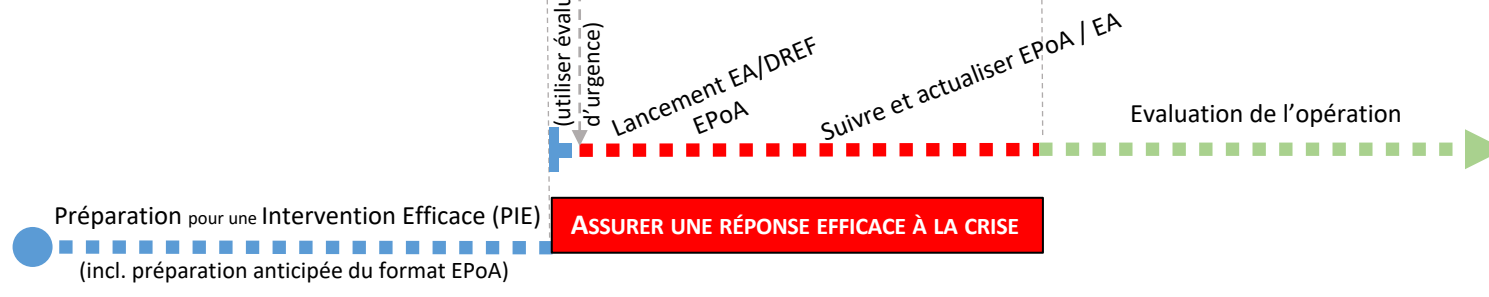 (utiliser évalu
d’urgence)
Lancement EA/DREF
EPoA
Suivre et actualiser EPoA / EA
Evaluation de l’opération
Préparation pour une Intervention Efficace (PIE)
ASSURER UNE RÉPONSE EFFICACE À LA CRISE
(incl. préparation anticipée du format EPoA)